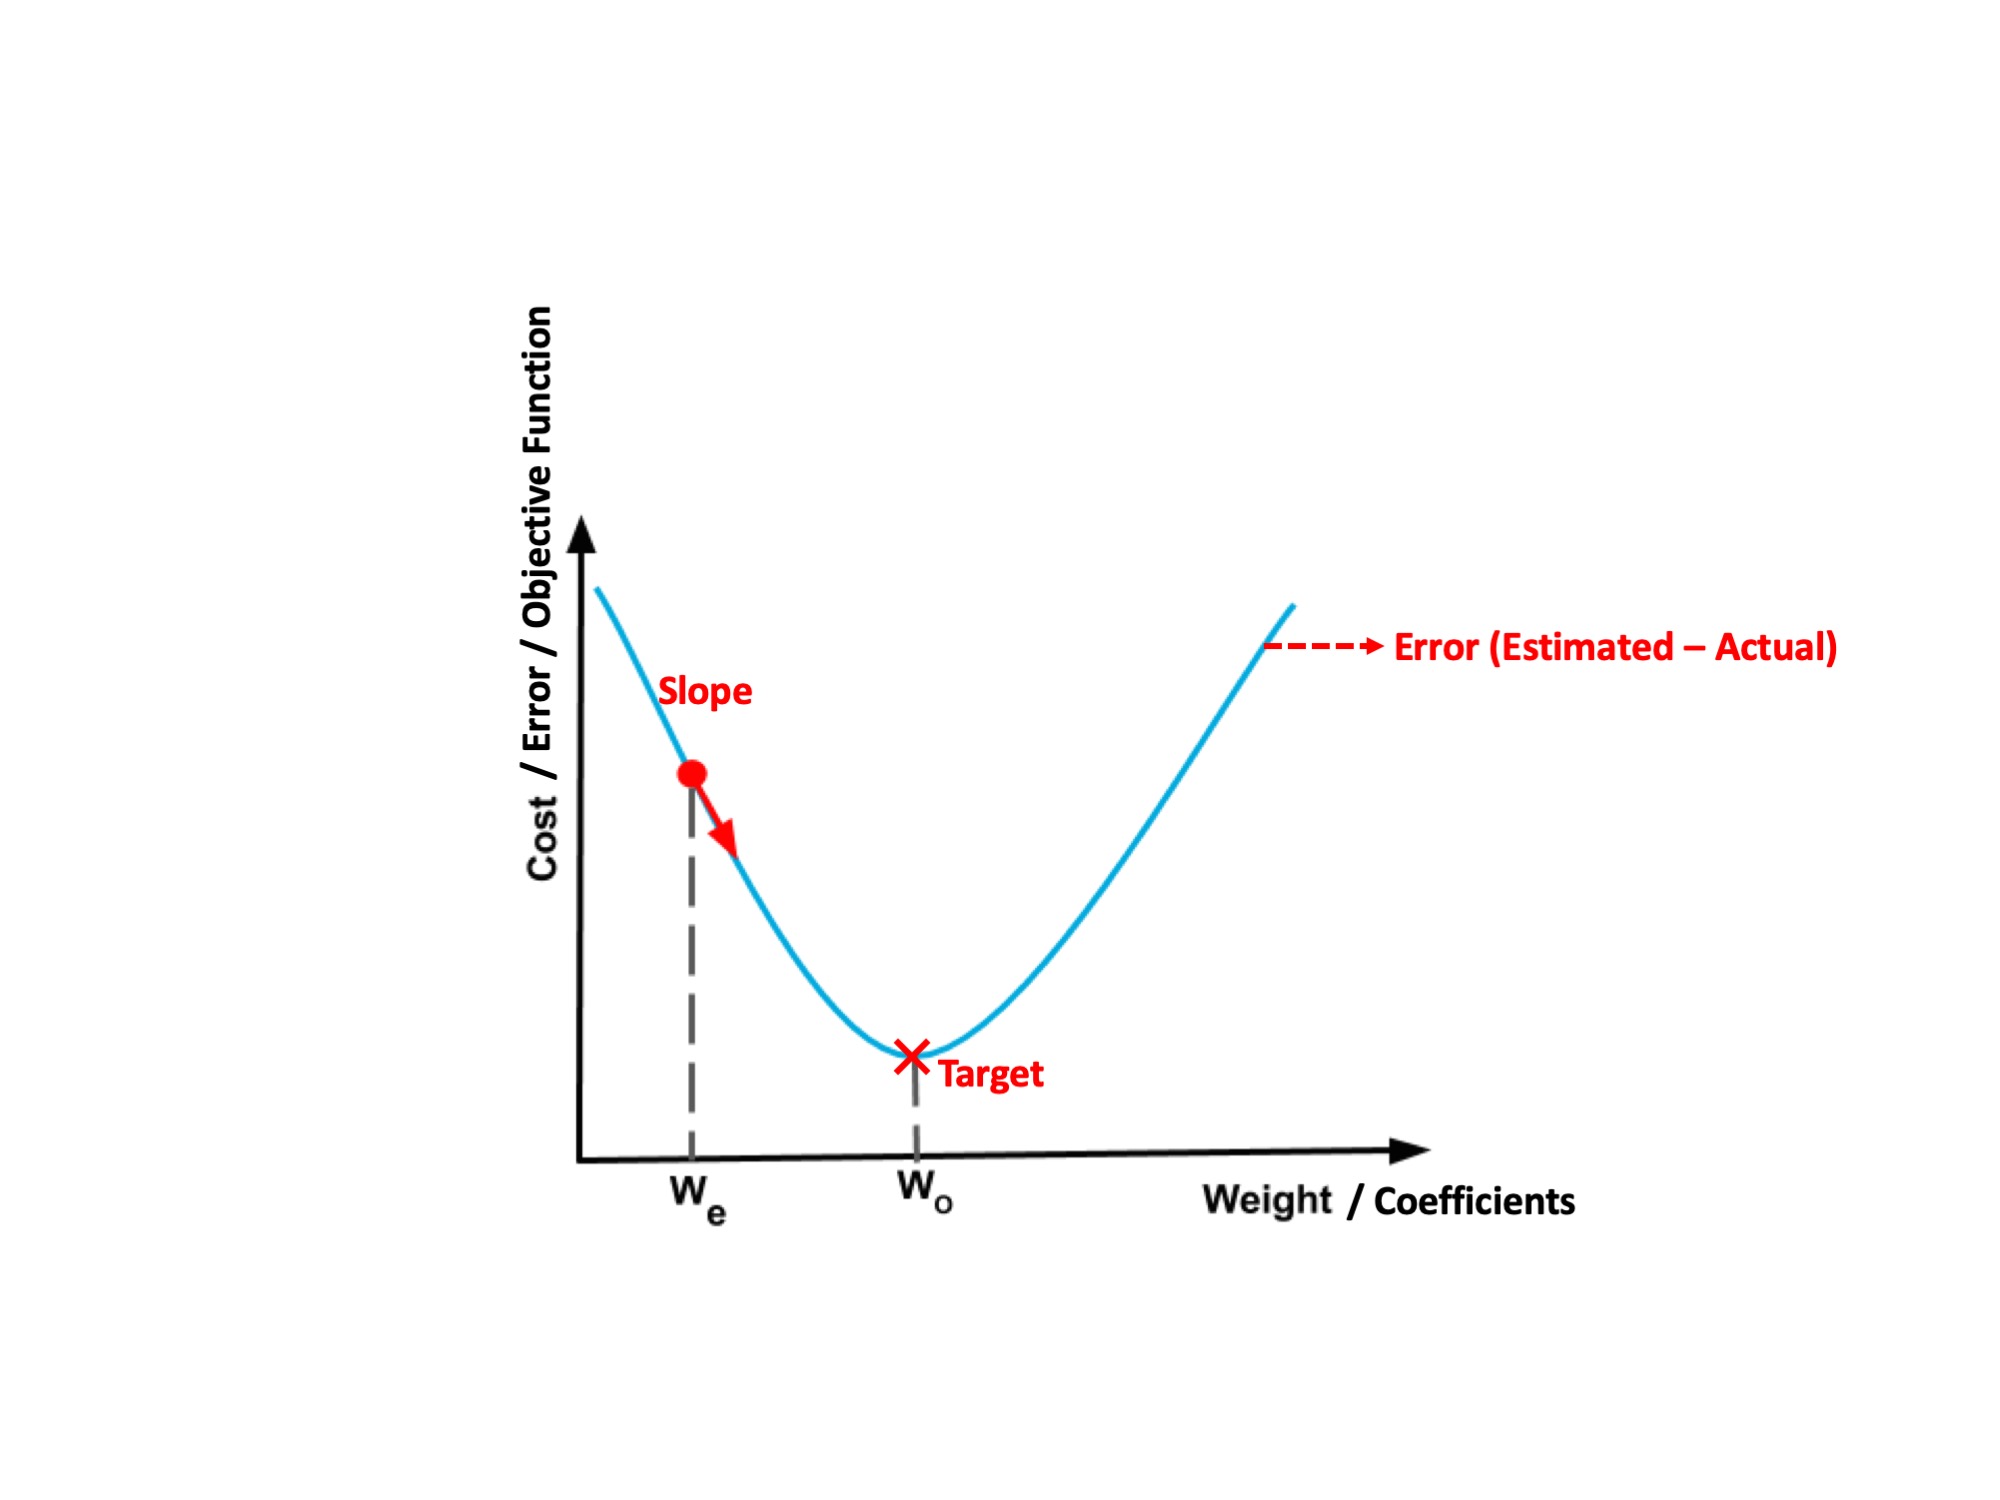 Cost / Error / Objective Function
Slope
Error (Estimated – Actual)
Target
We
Wo
Weight / Coefficients